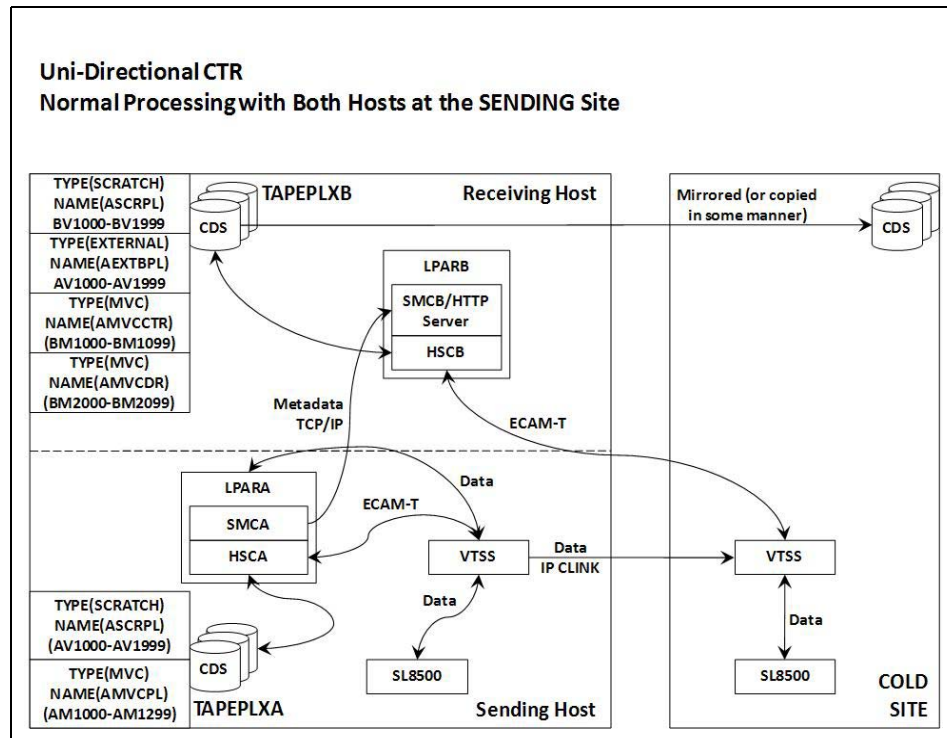 Uni-Directional CTR
Normal Processing with Both Hosts at the SENDING Site
TYPE(SCRATCH)
NAME(ASCRPL)
BV1000-BV1999
TYPE(EXTERNAL)
NAME(AEXTBPL)
AV1000-AV1999
TYPE(MVC)
NAME(AMVCCTR)
(BM1000-BM1099)
TYPE(MVC)
NAME(AMVCDR)
(BM2000-BM2099)
TAPEPLXB
CDS
Receiving Host
Mirrored (or copied
in some manner)
CDS
LPARB
SMCB/HTTP
Server
HSCB
Metadata
TCP/IP
ECAM-T
LPARA
SMCA
HSCA
Data
ECAM-T
VTSS
Data
IP CLINK
VTSS
Data
Data
SL8500
SL8500
TYPE(SCRATCH)
NAME(ASCRPL)
(AV1000-AV1999)
TYPE(MVC)
NAME(AMVCPL)
(AM1000-AM1299)
CDS
TAPEPLXA
Sending Host
COLD
SITE